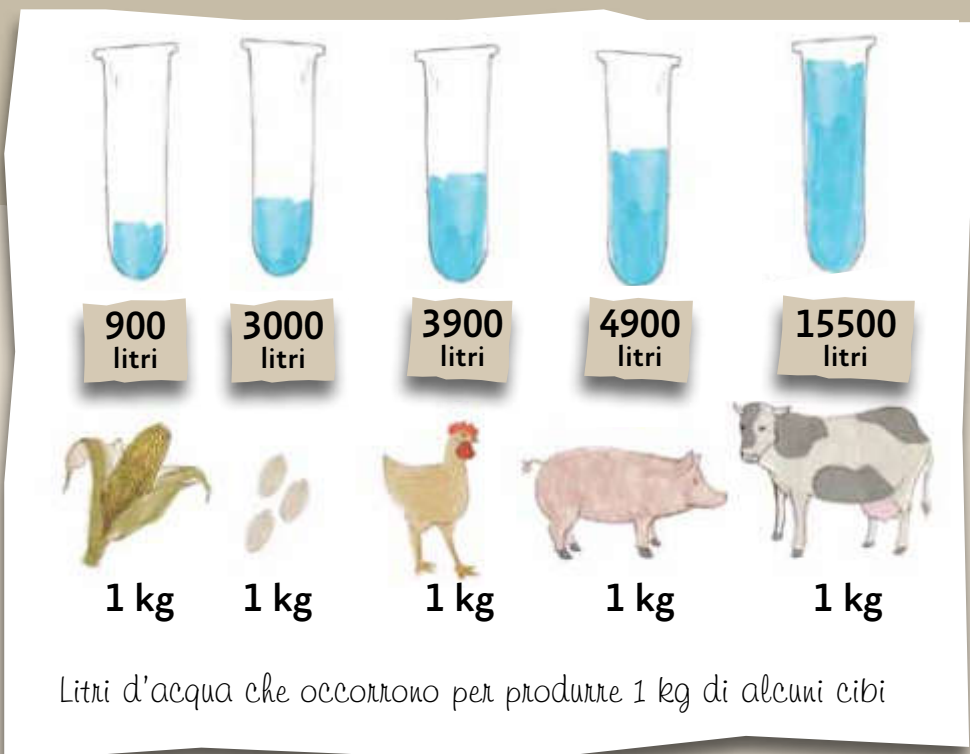 900
litri
3000
litri
3900
litri
4900
litri
15500
litri
1 kg
1 kg
1 kg
1 kg
1 kg
Litri d'acqua che occorrono per produrre 1 kg di alcuni cibi